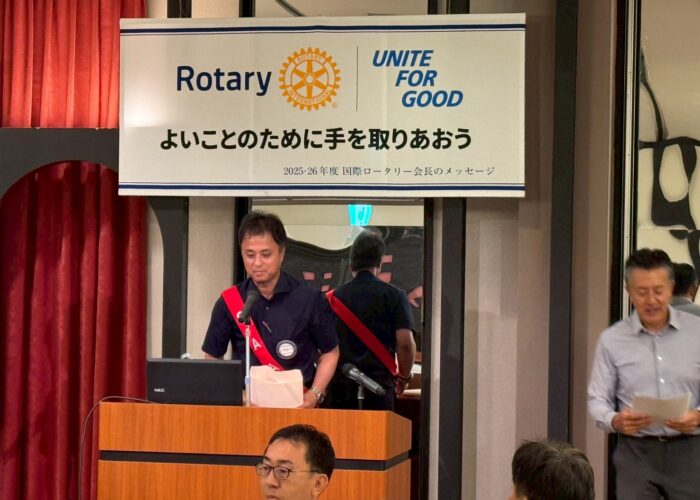 Rotary
ROTARY
INTERNATIONAL
UNITE
FOR
GOOD
よいことのために手を取りあおう
2025-26年度 国際ロータリー会長のメッセージ
NEC